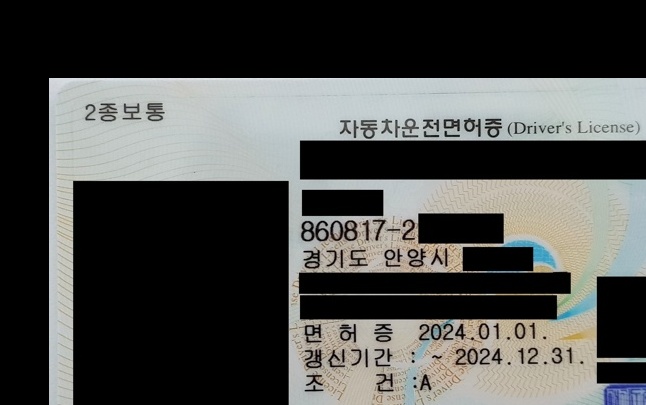 2종보통
자동차운전면허증 (Driver's License)
860817-2
경기도 안양시
면 허 증 2024.01.01.
갱신기간 : ~ 2024.12.31.
조 건 :A